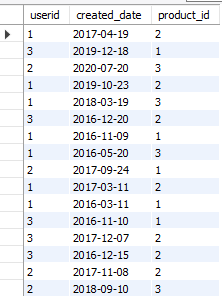 userid created_date product_id
1 2017-04-19 2
3 2019-12-18 1
2 2020-07-20 3
1 2019-10-23 2
1 2018-03-19 3
3 2016-12-20 2
1 2016-11-09 1
1 2016-05-20 3
2 2017-09-24 1
1 2017-03-11 2
1 2016-03-11 1
3 2016-11-10 1
3 2017-12-07 2
3 2016-12-15 2
2 2017-11-08 2
2 2018-09-10 3